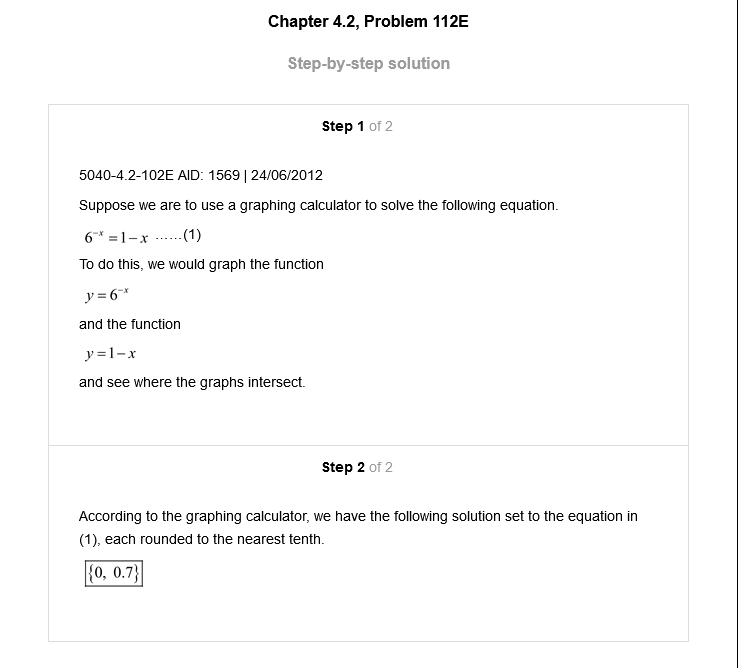 Chapter 4.2, Problem 112E
Step-by-step solution
Step 1 of 2
5040-4.2-102E AID: 1569 | 24/06/2012
Suppose we are to use a graphing calculator to solve the following equation.
6⁻ˣ = 1 − x ······(1)
To do this, we would graph the function
y = 6⁻ˣ
and the function
y = 1 − x
and see where the graphs intersect.
Step 2 of 2
According to the graphing calculator, we have the following solution set to the equation in
(1), each rounded to the nearest tenth.
{0, 0.7}